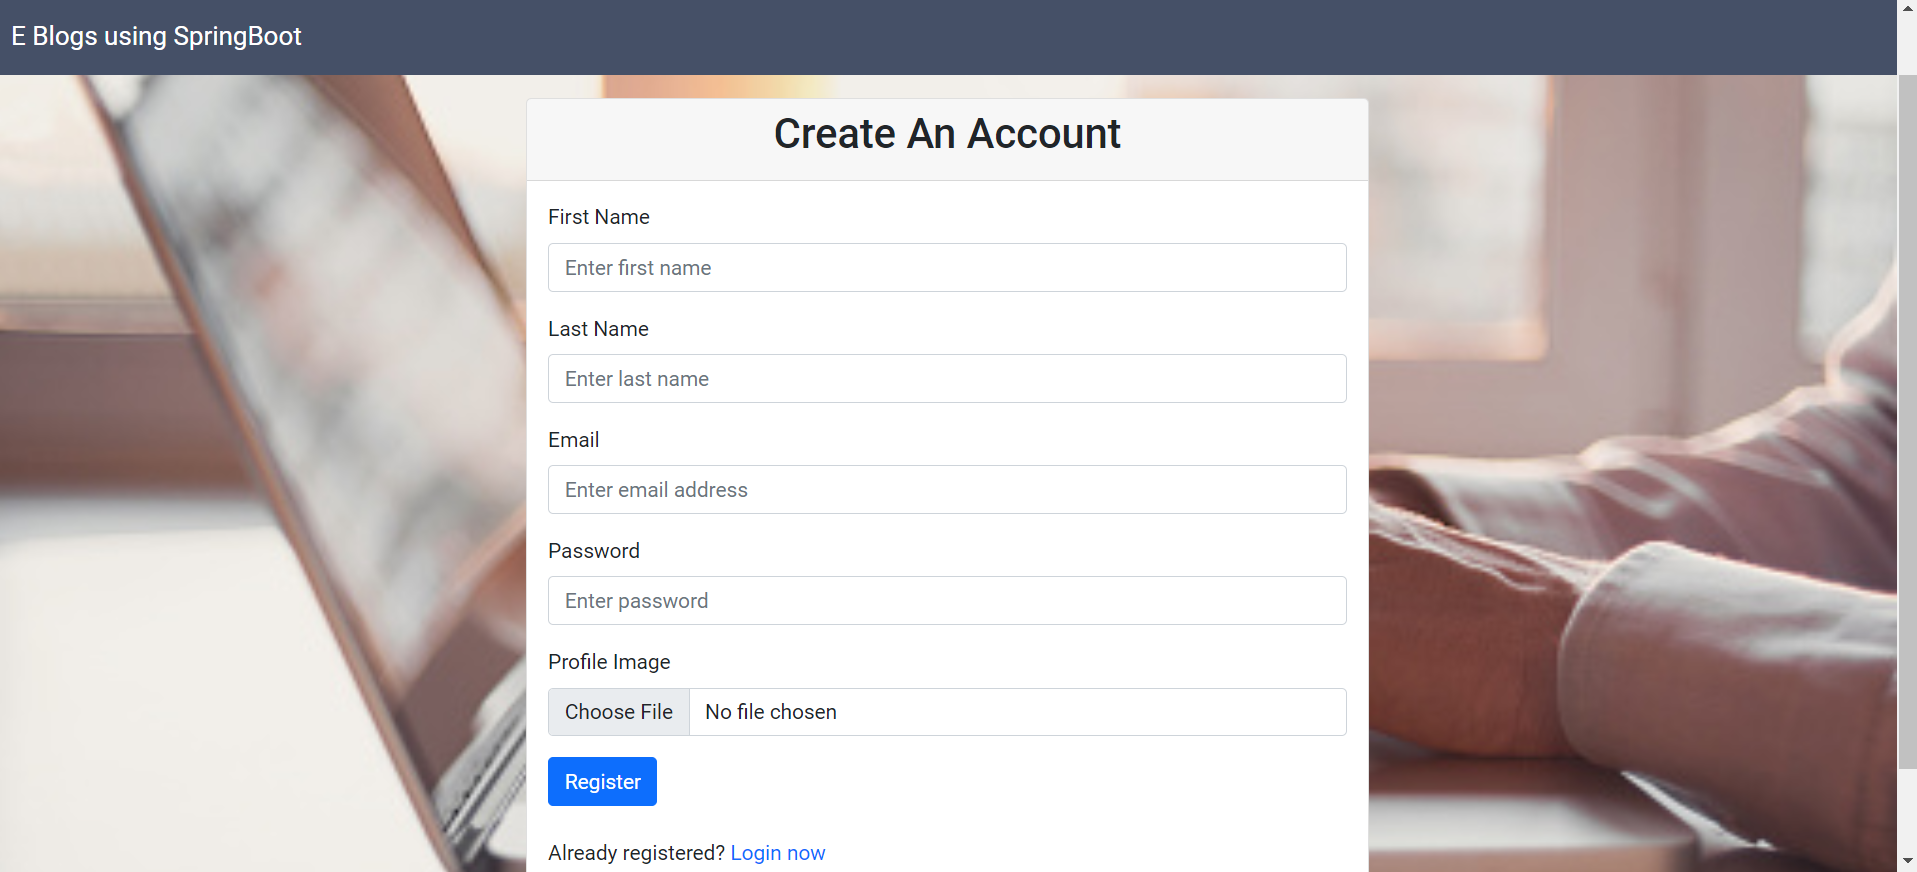 E Blogs using SpringBoot
Create An Account
First Name
Enter first name
Last Name
Enter last name
Email
Enter email address
Password
Enter password
Profile Image
Choose File No file chosen
Register
Already registered? Login now